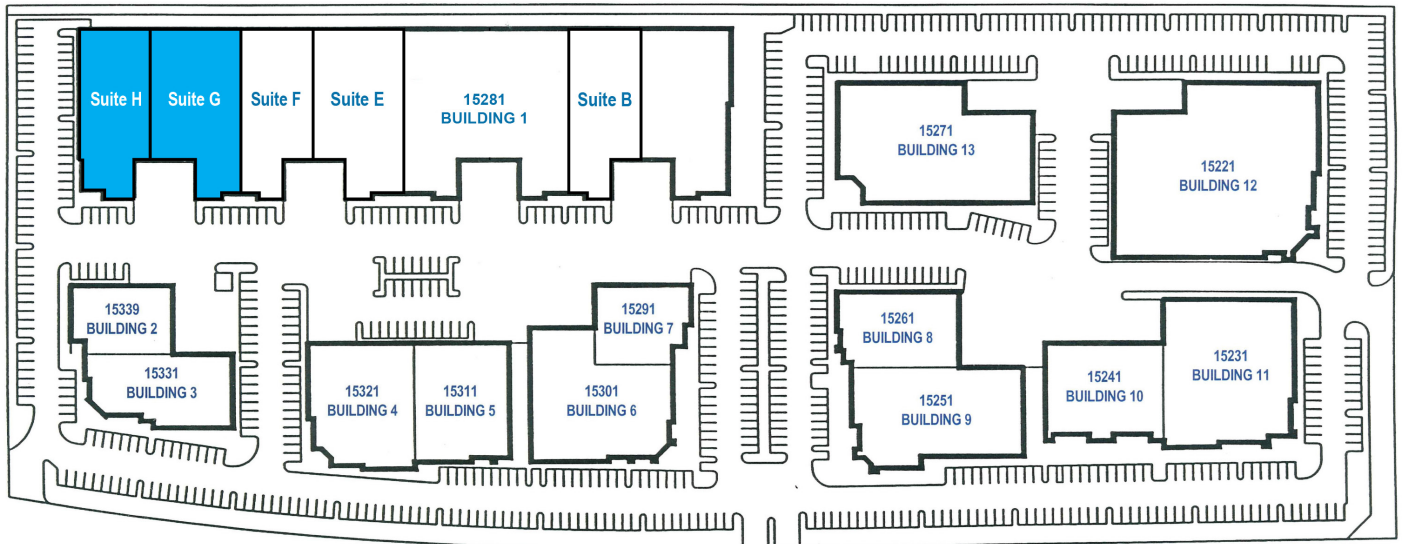 Suite H
Suite G
Suite F
Suite E
15281
BUILDING 1
Suite B
15271
BUILDING 13
15221
BUILDING 12
15339
BUILDING 2
15331
BUILDING 3
15321
BUILDING 4
15311
BUILDING 5
15291
BUILDING 7
15301
BUILDING 6
15261
BUILDING 8
15251
BUILDING 9
15241
BUILDING 10
15231
BUILDING 11